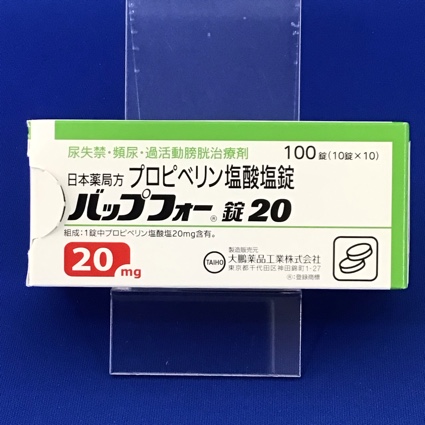 尿失禁・頻尿・過活動膀胱治療剤
100錠(10錠×10)
日本薬局方 プロピベリン塩酸塩錠
バップフォー®錠20
組成:1錠中プロピベリン塩酸塩20mg含有。
20mg
TAIHO
製造販売元
大鵬薬品工業株式会社
東京都千代田区神田錦町1-27
®:登録商標